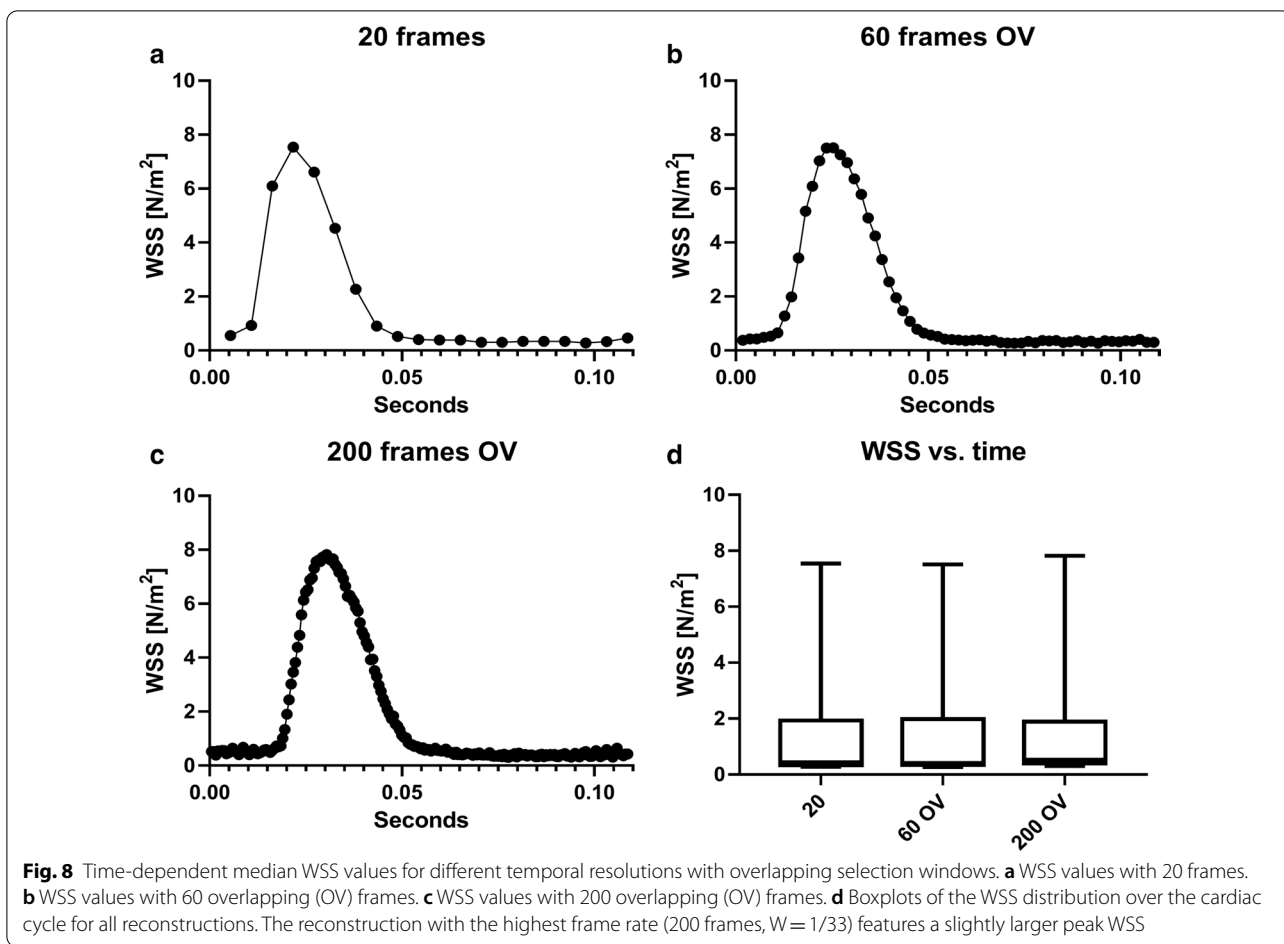 a
20 frames
10
8
6
4
2
0
WSS [N/m²]
0.00
0.05
0.10
Seconds
b
60 frames OV
10
8
6
4
2
0
WSS [N/m²]
0.00
0.05
0.10
Seconds
c
200 frames OV
10
8
6
4
2
0
WSS [N/m²]
0.00
0.05
0.10
Seconds
d
WSS vs. time
10
8
6
4
2
0
WSS [N/m²]
20
60 OV
200 OV
Fig. 8 Time-dependent median WSS values for different temporal resolutions with overlapping selection windows. a WSS values with 20 frames.
b WSS values with 60 overlapping (OV) frames. c WSS values with 200 overlapping (OV) frames. d Boxplots of the WSS distribution over the cardiac
cycle for all reconstructions. The reconstruction with the highest frame rate (200 frames, W = 1/33) features a slightly larger peak WSS